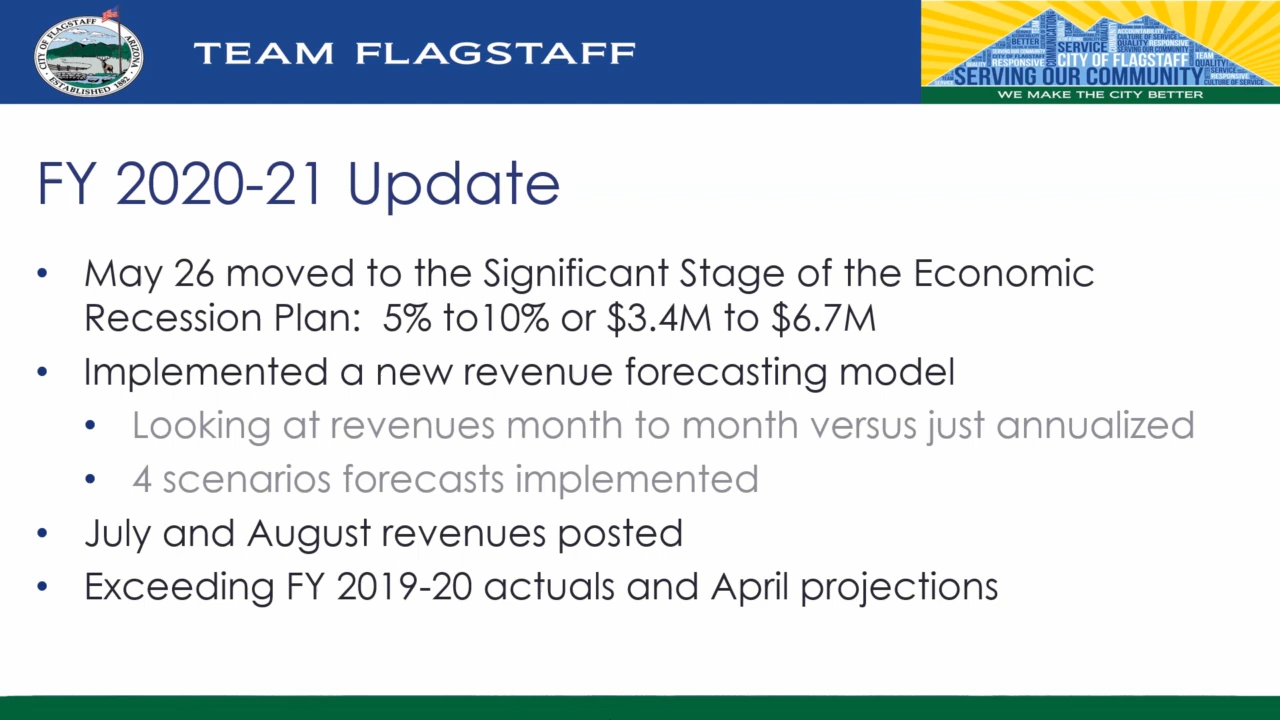 CITY OF FLAGSTAFF
ARIZONA
ESTABLISHED 1882
TEAM FLAGSTAFF
SERVICE
CITY OF FLAGSTAFF
SERVING OUR COMMUNITY
WE MAKE THE CITY BETTER
FY 2020-21 Update
• May 26 moved to the Significant Stage of the Economic
Recession Plan: 5% to10% or $3.4M to $6.7M
• Implemented a new revenue forecasting model
• Looking at revenues month to month versus just annualized
• 4 scenarios forecasts implemented
• July and August revenues posted
• Exceeding FY 2019-20 actuals and April projections